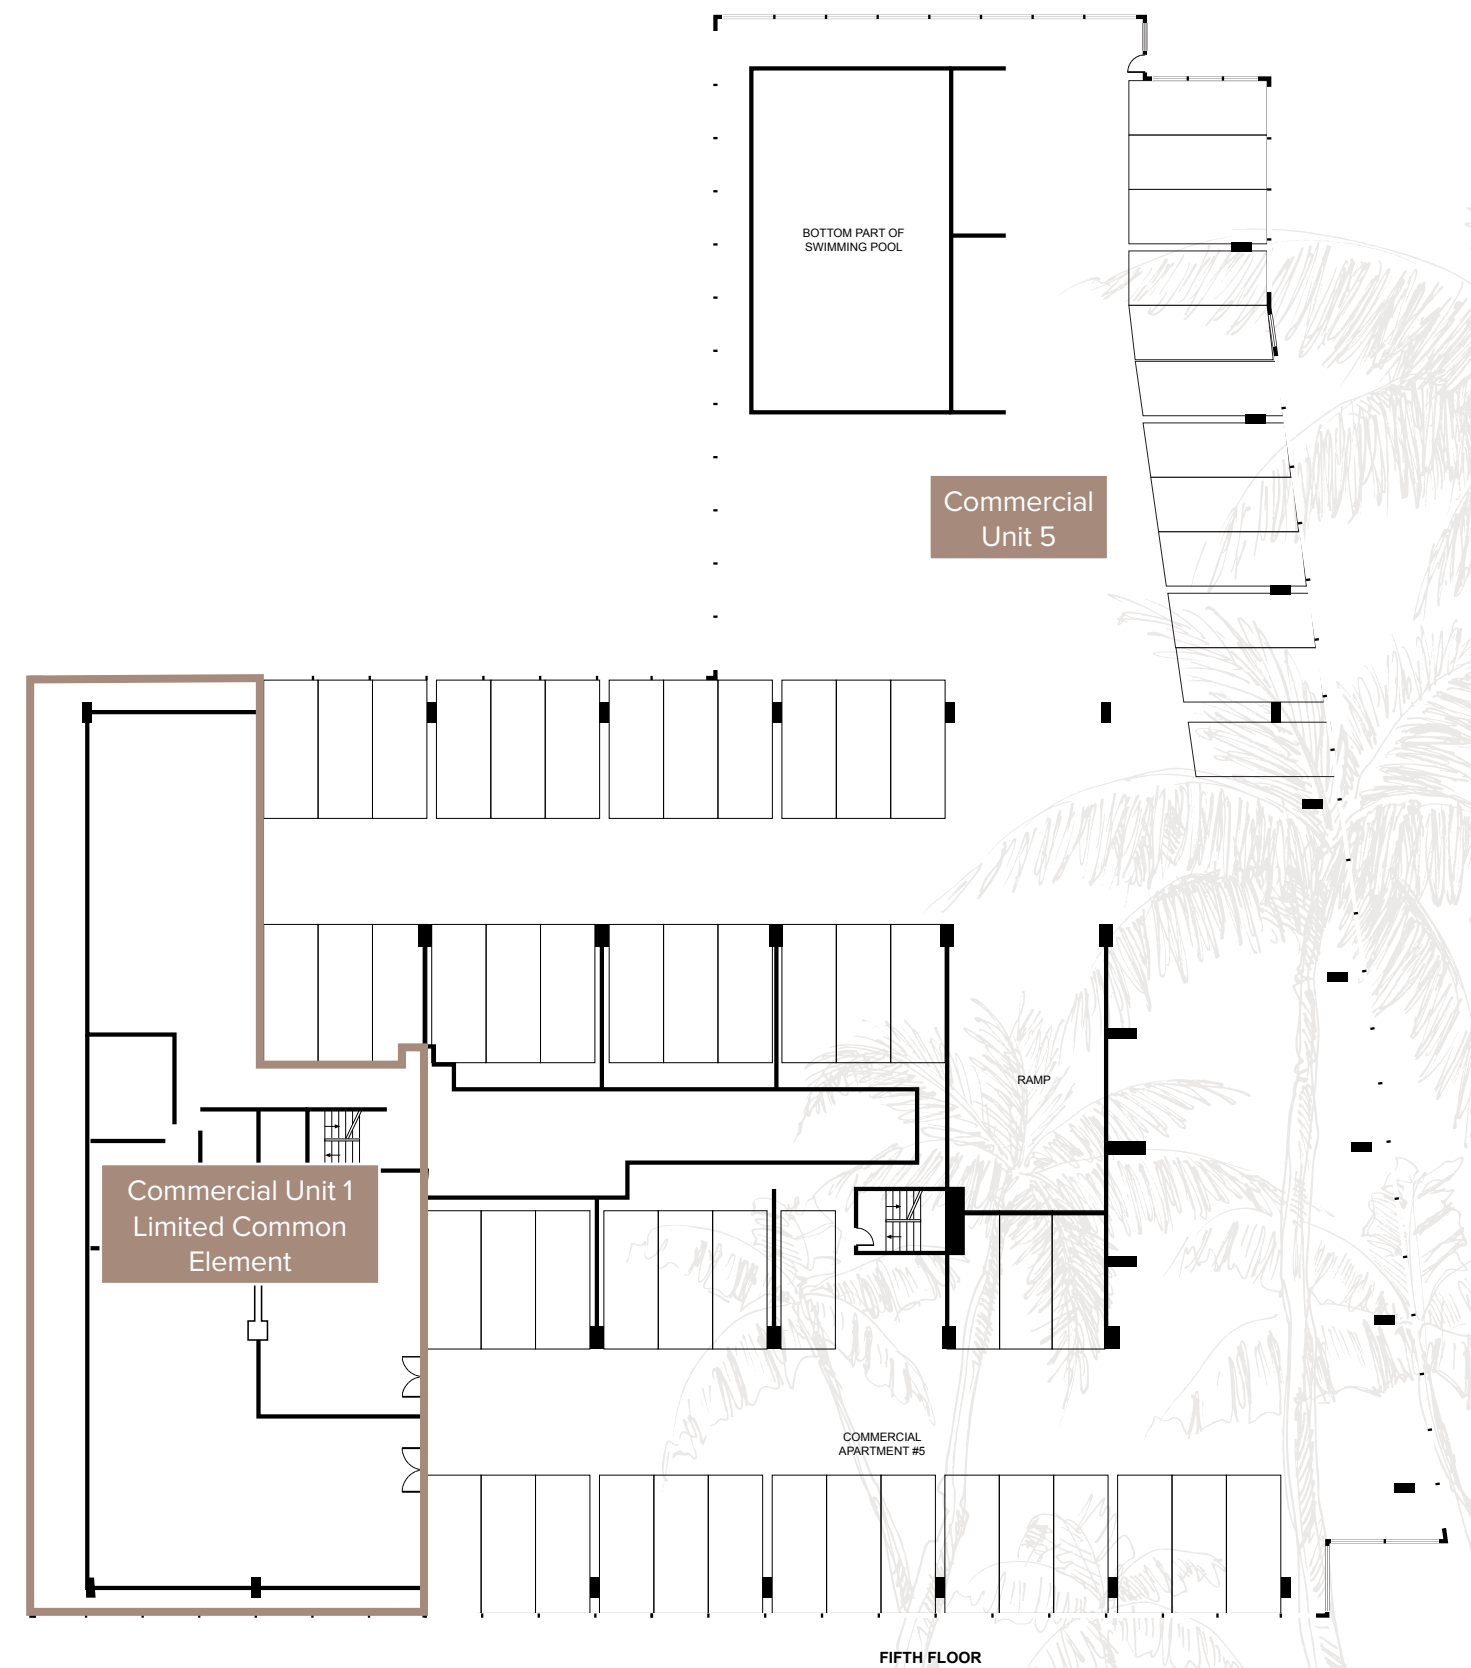 BOTTOM PART OF
SWIMMING POOL
Commercial
Unit 5
RAMP
Commercial Unit 1
Limited Common
Element
COMMERCIAL
APARTMENT #5
FIFTH FLOOR